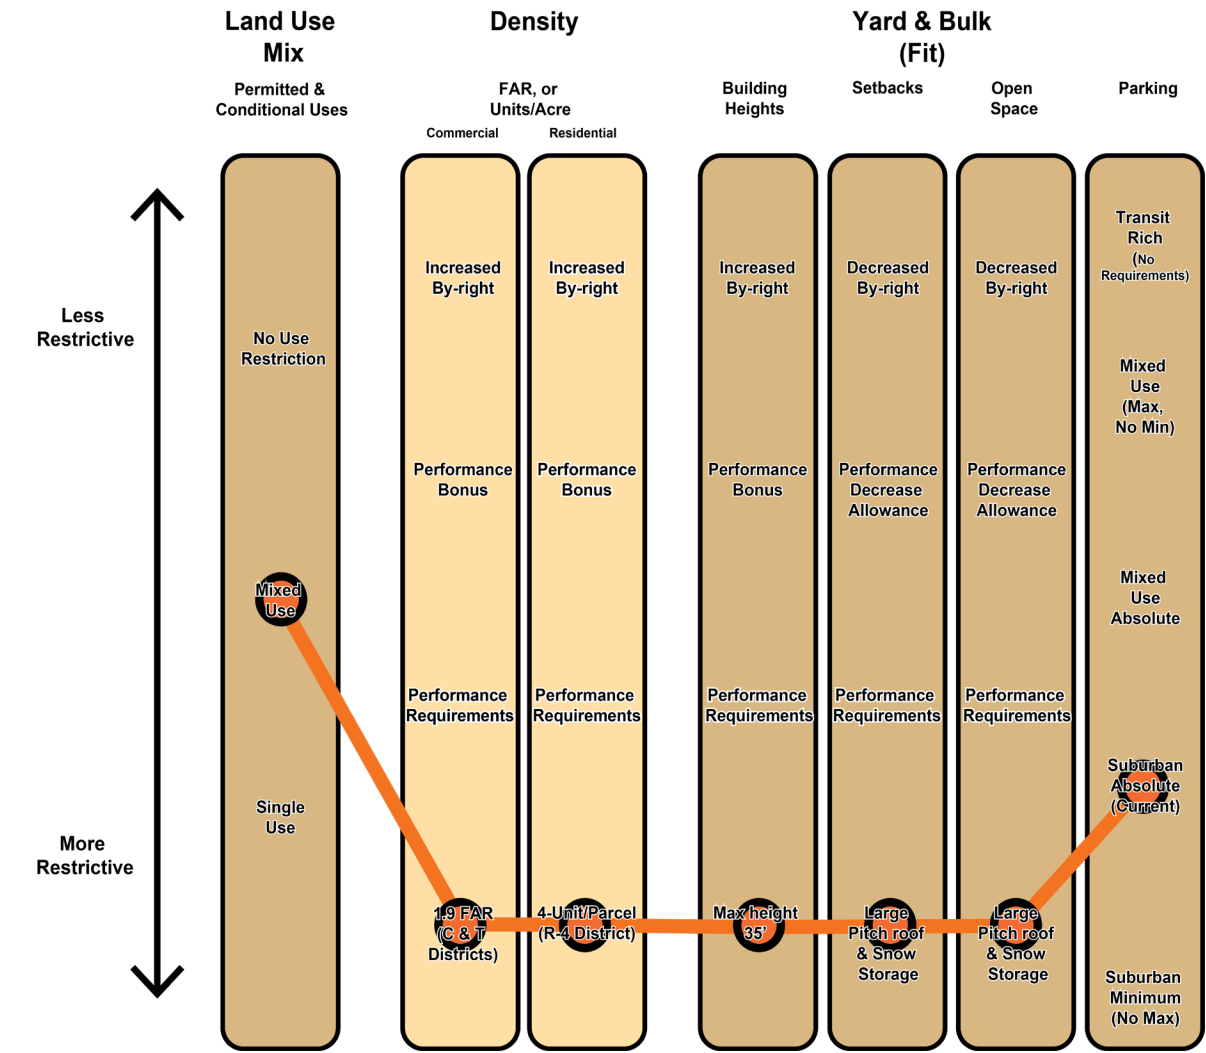 Land Use
Mix
Permitted &
Conditional Uses
Density
FAR, or
Units/Acre
Commercial
Residential
Yard & Bulk
(Fit)
Building
Heights
Setbacks
Open
Space
Parking
Less
Restrictive
More
Restrictive
No Use
Restriction
Mixed
Use
Single
Use
Increased
By-right
Performance
Bonus
Performance
Requirements
1.9 FAR
(C & T
Districts)
Increased
By-right
Performance
Bonus
Performance
Requirements
4-Unit/Parcel
(R-4 District)
Increased
By-right
Performance
Bonus
Performance
Requirements
Max height
35’
Decreased
By-right
Performance
Decrease
Allowance
Performance
Requirements
Large
Pitch roof
& Snow
Storage
Decreased
By-right
Performance
Decrease
Allowance
Performance
Requirements
Large
Pitch roof
& Snow
Storage
Transit
Rich
(No
Requirements)
Mixed
Use
(Max,
No Min)
Mixed
Use
Absolute
Suburban
Absolute
(Current)
Suburban
Minimum
(No Max)